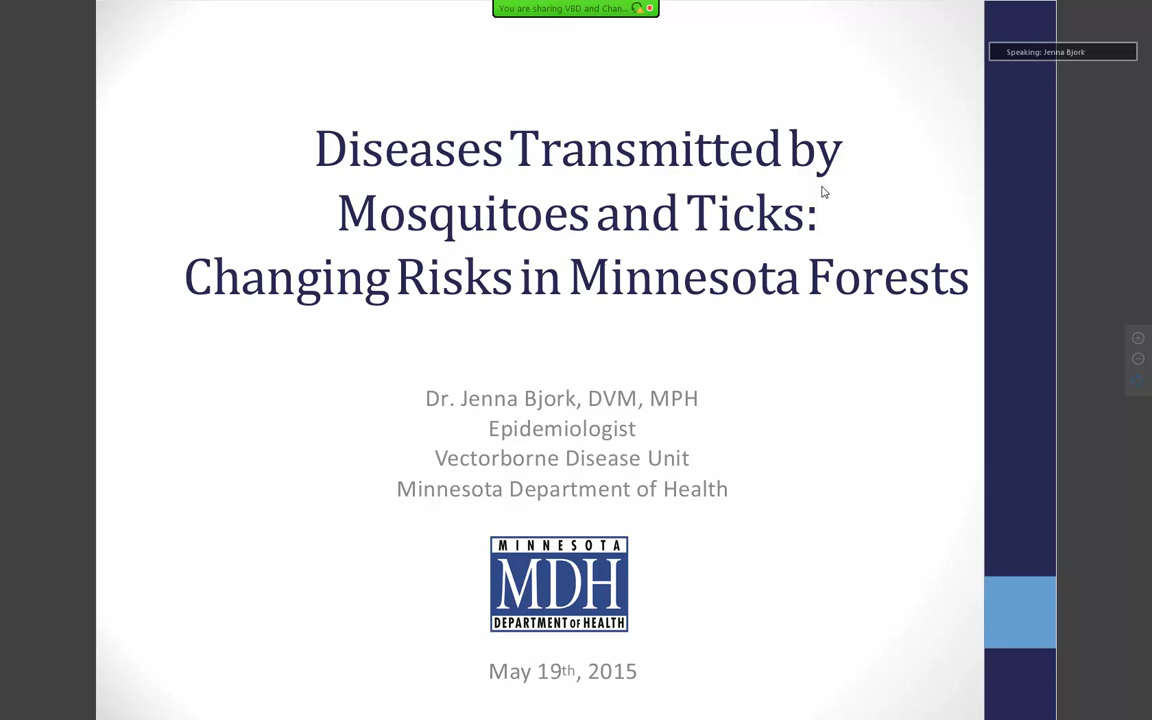 You are sharing VBD and Chan...
Speaking: Jenna Bjork
Diseases Transmitted by
Mosquitoes and Ticks:
Changing Risks in Minnesota Forests
Dr. Jenna Bjork, DVM, MPH
Epidemiologist
Vectorborne Disease Unit
Minnesota Department of Health
MINNESOTA
MDH
DEPARTMENT OF HEALTH
May 19th, 2015